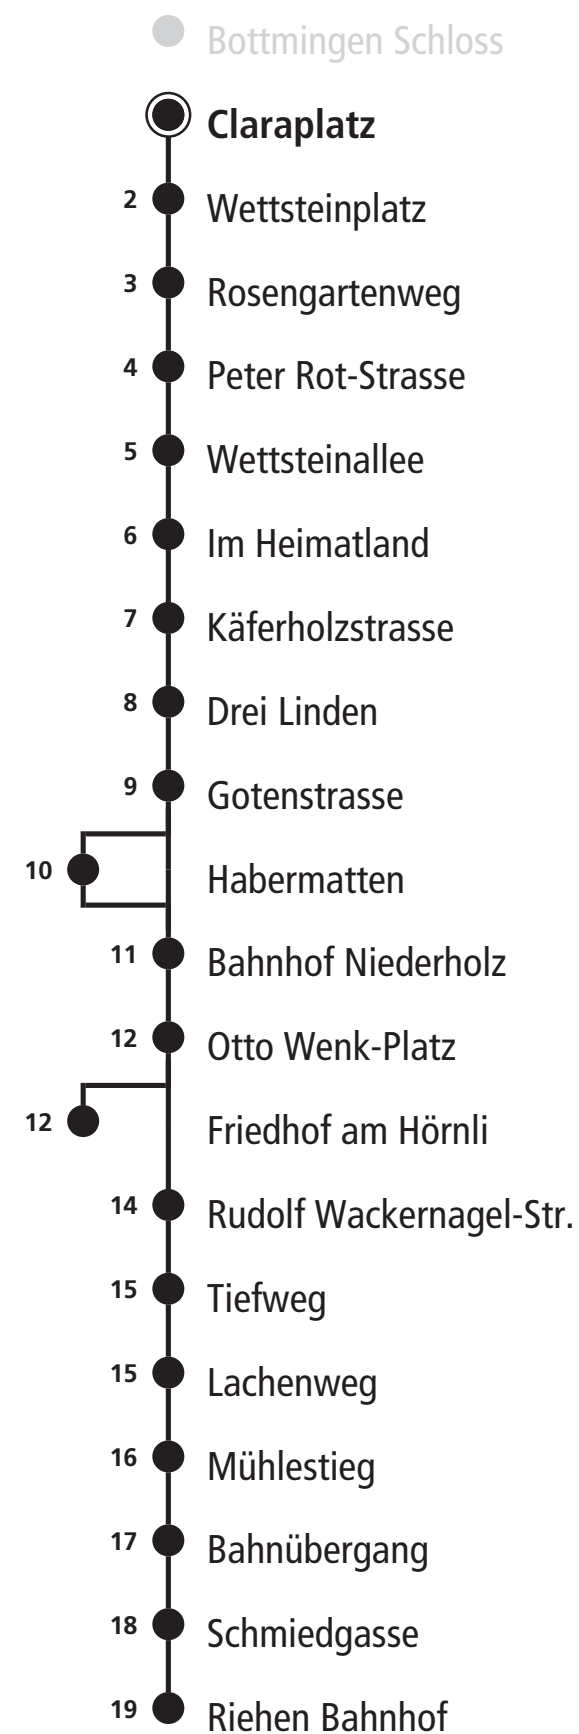 Bottmingen Schloss
Claraplatz
2 Wettsteinplatz
3 Rosengartenweg
4 Peter Rot-Strasse
5 Wettsteinallee
6 Im Heimatland
7 Käferholzstrasse
8 Drei Linden
9 Gotenstrasse
10 Habermatten
11 Bahnhof Niederholz
12 Otto Wenk-Platz
12 Friedhof am Hörnli
14 Rudolf Wackernagel-Str.
15 Tiefweg
15 Lachenweg
16 Mühlestieg
17 Bahnübergang
18 Schmiedgasse
19 Riehen Bahnhof